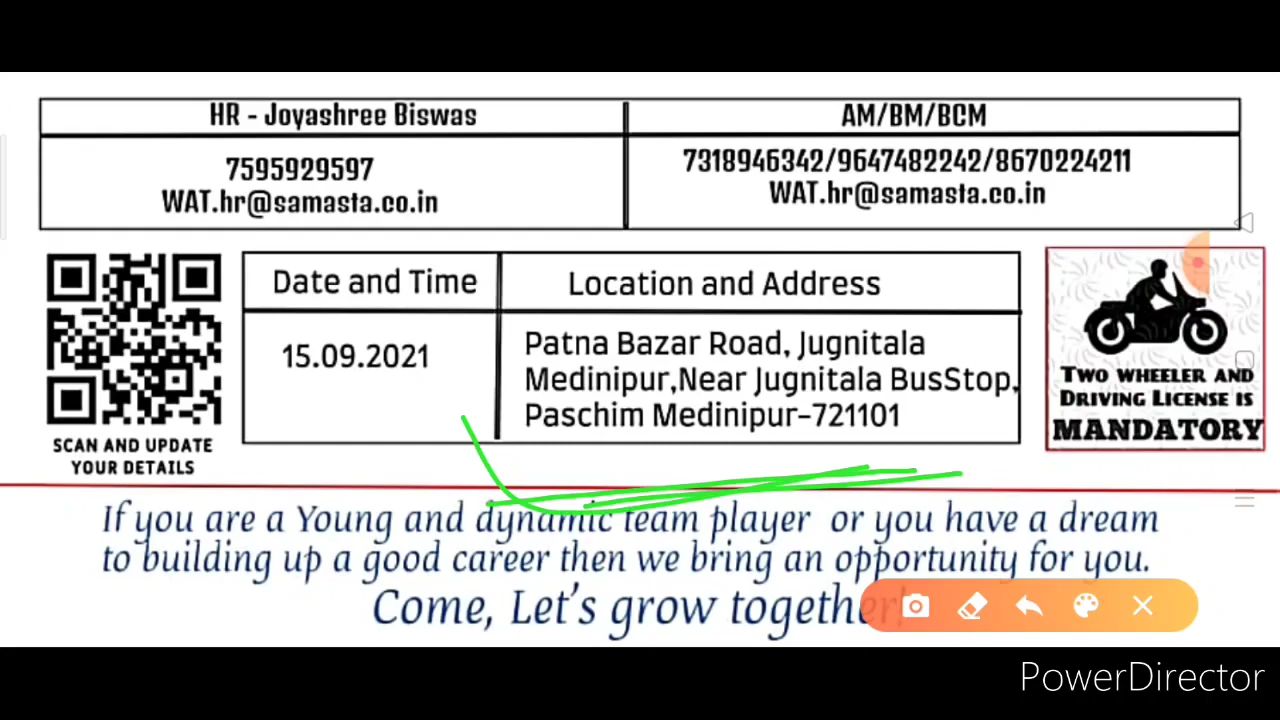 HR - Joyashree Biswas
AM/BM/BCM
7595929597
WAT.hr@samasta.co.in
7318946342/9647482242/8670224211
WAT.hr@samasta.co.in
Date and Time
Location and Address
15.09.2021
Patna Bazar Road, Jugnitala
Medinipur,Near Jugnitala BusStop,
Paschim Medinipur-721101
SCAN AND UPDATE
YOUR DETAILS
TWO WHEELER AND
DRIVING LICENSE IS
MANDATORY
If you are a Young and dynamic team player or you have a dream
to building up a good career then we bring an opportunity for you.
Come, Let's grow together!
PowerDirector